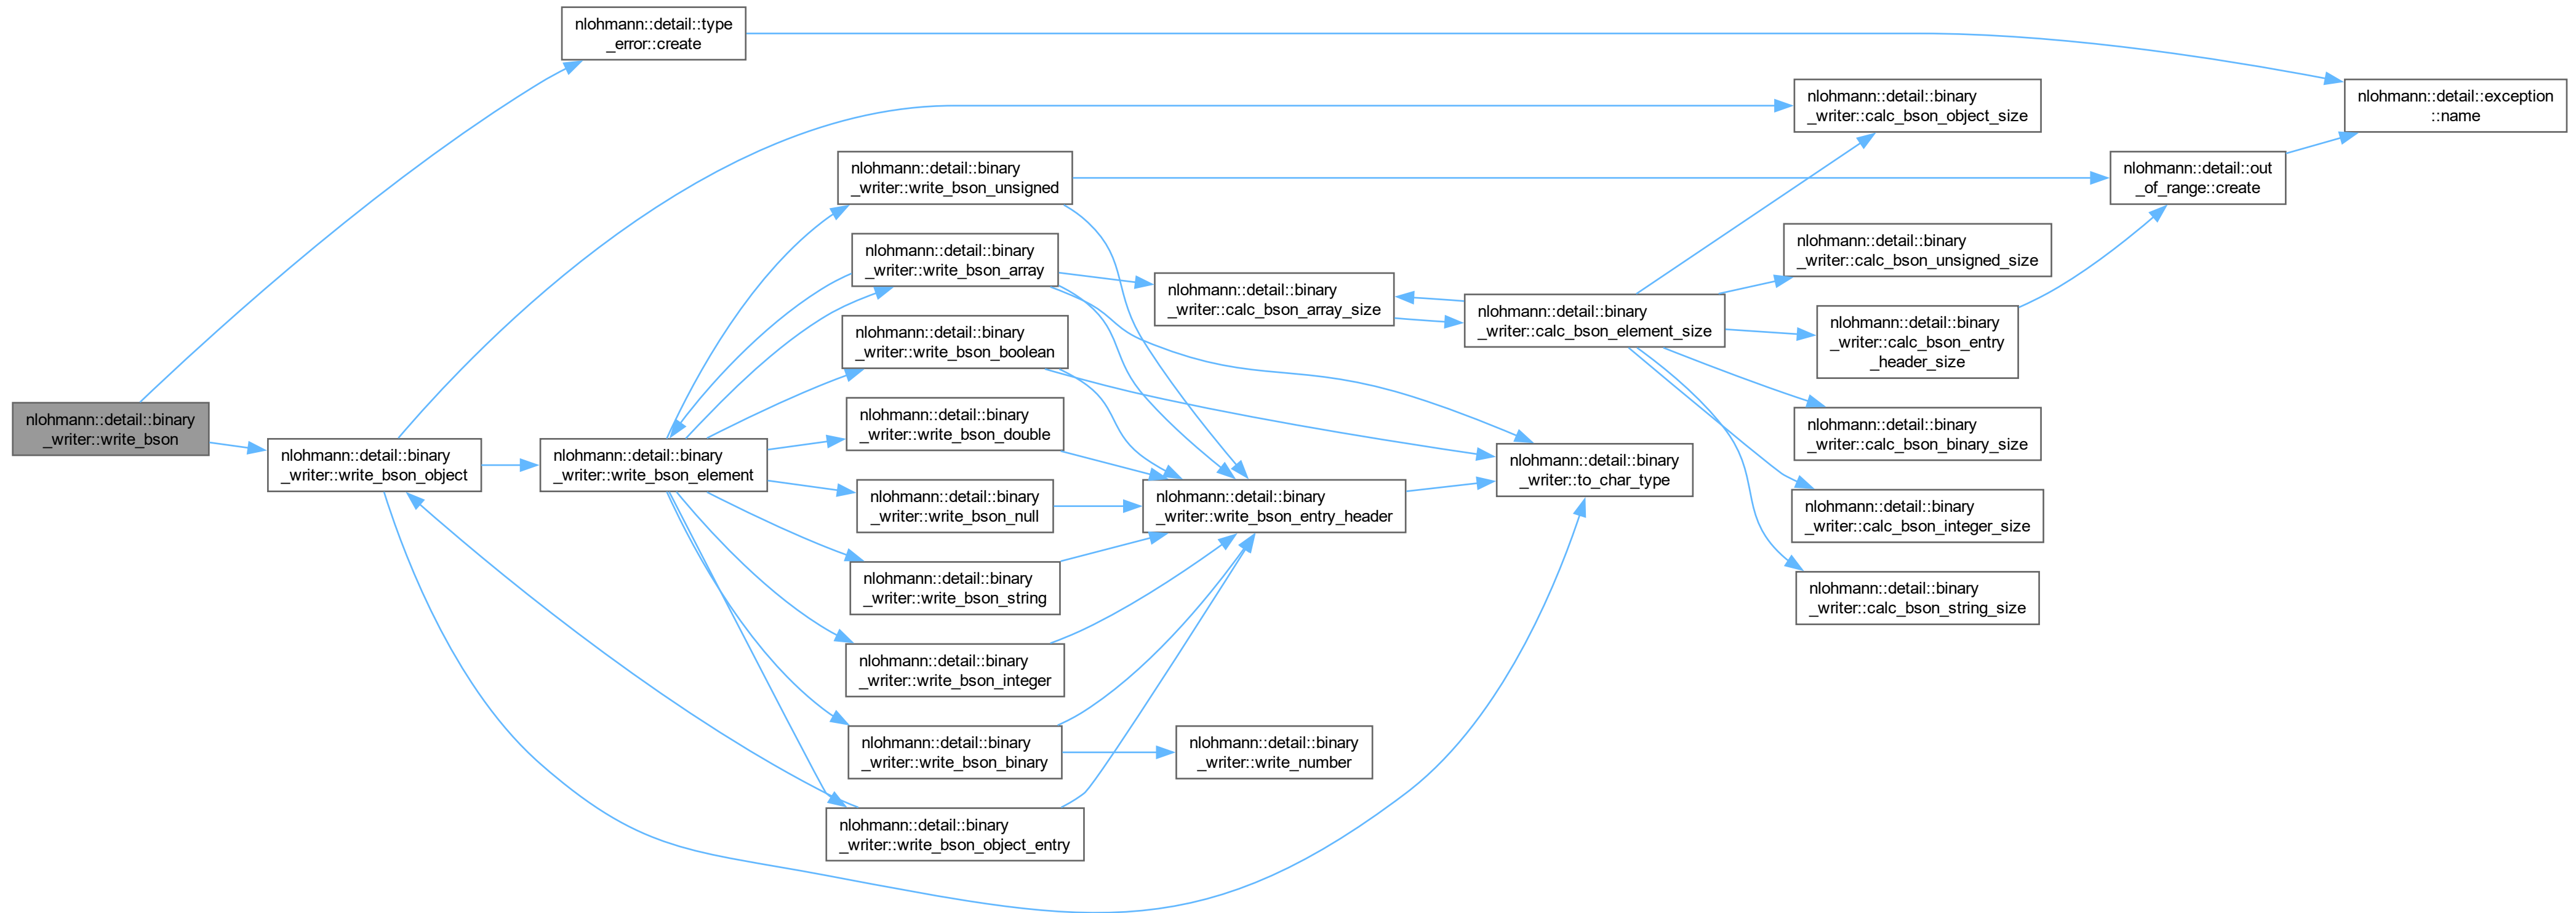 nlohmann::detail::binary
_writer::write_bson
nlohmann::detail::type
_error::create
nlohmann::detail::binary
_writer::write_bson_object
nlohmann::detail::binary
_writer::write_bson_element
nlohmann::detail::binary
_writer::write_bson_unsigned
nlohmann::detail::binary
_writer::write_bson_array
nlohmann::detail::binary
_writer::write_bson_boolean
nlohmann::detail::binary
_writer::write_bson_double
nlohmann::detail::binary
_writer::write_bson_null
nlohmann::detail::binary
_writer::write_bson_string
nlohmann::detail::binary
_writer::write_bson_integer
nlohmann::detail::binary
_writer::write_bson_binary
nlohmann::detail::binary
_writer::write_bson_object_entry
nlohmann::detail::binary
_writer::calc_bson_array_size
nlohmann::detail::binary
_writer::write_bson_entry_header
nlohmann::detail::binary
_writer::write_number
nlohmann::detail::binary
_writer::calc_bson_element_size
nlohmann::detail::binary
_writer::to_char_type
nlohmann::detail::binary
_writer::calc_bson_object_size
nlohmann::detail::binary
_writer::calc_bson_unsigned_size
nlohmann::detail::binary
_writer::calc_bson_entry
_header_size
nlohmann::detail::binary
_writer::calc_bson_binary_size
nlohmann::detail::binary
_writer::calc_bson_integer_size
nlohmann::detail::binary
_writer::calc_bson_string_size
nlohmann::detail::out
_of_range::create
nlohmann::detail::exception
::name